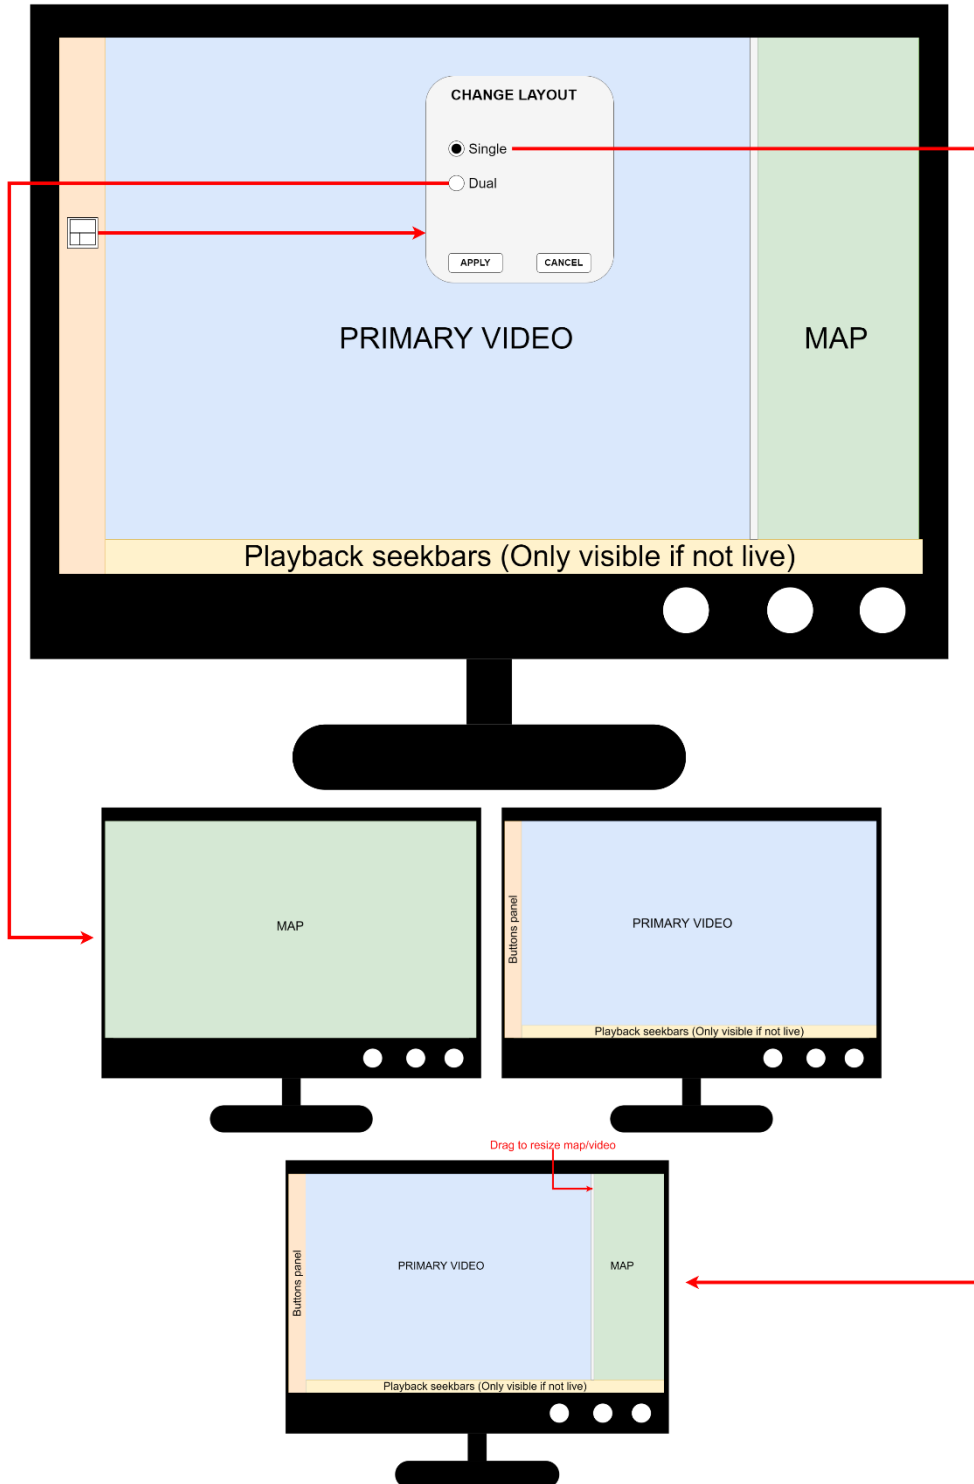 CHANGE LAYOUT
Single
Dual
APPLY
CANCEL
PRIMARY VIDEO
MAP
Playback seekbars (Only visible if not live)
MAP
Buttons panel
PRIMARY VIDEO
Playback seekbars (Only visible if not live)
Drag to resize map/video
Buttons panel
PRIMARY VIDEO
MAP
Playback seekbars (Only visible if not live)